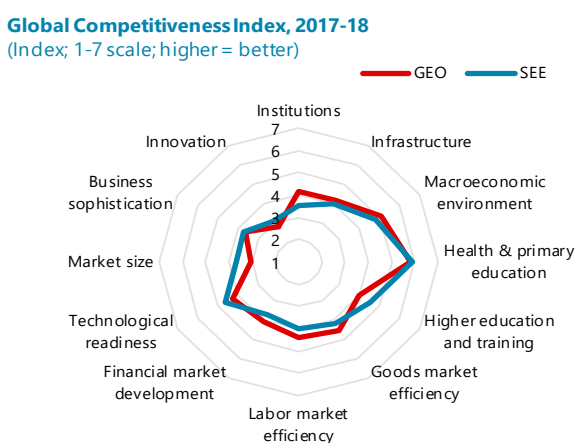 Global Competitiveness Index, 2017-18
(Index; 1-7 scale; higher = better)
GEO
SEE
Institutions
Infrastructure
Macroeconomic
environment
Health & primary
education
Higher education
and training
Goods market
efficiency
Labor market
efficiency
Financial market
development
Technological
readiness
Market size
Business
sophistication
Innovation
7
6
5
4
3
2
1